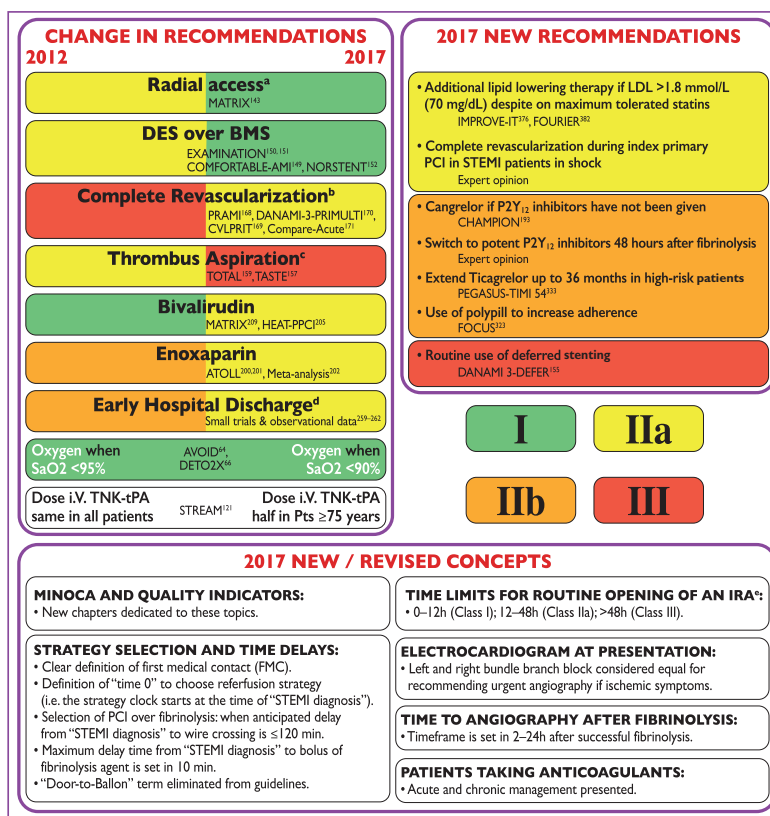 CHANGE IN RECOMMENDATIONS
2012 2017
Radial accessᵃ
MATRIX¹⁴³
DES over BMS
EXAMINATION¹⁵⁰,¹⁵¹
COMFORTABLE-AMI¹⁴⁹, NORSTENT¹⁵²
Complete Revascularizationᵇ
PRAMI¹⁶⁸, DANAMI-3-PRIMULTI¹⁷⁰,
CVLPRIT¹⁶⁹, Compare-Acute¹⁷¹
Thrombus Aspirationᶜ
TOTAL¹⁵⁹, TASTE¹⁵⁷
Bivalirudin
MATRIX²⁰⁹, HEAT-PPCI²⁰⁵
Enoxaparin
ATOLL²⁰⁰,²⁰¹, Meta-analysis²⁰²
Early Hospital Dischargeᵈ
Small trials & observational data²⁵⁹⁻²⁶²
Oxygen when
SaO2 <95%
AVOID⁶⁴,
DETO2X⁶⁶
Oxygen when
SaO2 <90%
Dose i.V. TNK-tPA
same in all patients
STREAM¹²¹
Dose i.V. TNK-tPA
half in Pts ≥75 years
2017 NEW RECOMMENDATIONS
• Additional lipid lowering therapy if LDL >1.8 mmol/L
(70 mg/dL) despite on maximum tolerated statins
IMPROVE-IT³⁷⁶, FOURIER³⁸²
• Complete revascularization during index primary
PCI in STEMI patients in shock
Expert opinion
• Cangrelor if P2Y₁₂ inhibitors have not been given
CHAMPION¹⁹³
• Switch to potent P2Y₁₂ inhibitors 48 hours after fibrinolysis
Expert opinion
• Extend Ticagrelor up to 36 months in high-risk patients
PEGASUS-TIMI 54³³³
• Use of polypill to increase adherence
FOCUS³²³
• Routine use of deferred stenting
DANAMI 3-DEFER¹⁵⁵
I IIa
IIb III
2017 NEW / REVISED CONCEPTS
MINOCA AND QUALITY INDICATORS:
• New chapters dedicated to these topics.
STRATEGY SELECTION AND TIME DELAYS:
• Clear definition of first medical contact (FMC).
• Definition of “time 0” to choose referfusion strategy
(i.e. the strategy clock starts at the time of “STEMI diagnosis”).
• Selection of PCI over fibrinolysis: when anticipated delay
from “STEMI diagnosis” to wire crossing is ≤120 min.
• Maximum delay time from “STEMI diagnosis” to bolus of
fibrinolysis agent is set in 10 min.
• “Door-to-Ballon” term eliminated from guidelines.
TIME LIMITS FOR ROUTINE OPENING OF AN IRAᵉ:
• 0–12h (Class I); 12–48h (Class IIa); >48h (Class III).
ELECTROCARDIOGRAM AT PRESENTATION:
• Left and right bundle branch block considered equal for
recommending urgent angiography if ischemic symptoms.
TIME TO ANGIOGRAPHY AFTER FIBRINOLYSIS:
• Timeframe is set in 2–24h after successful fibrinolysis.
PATIENTS TAKING ANTICOAGULANTS:
• Acute and chronic management presented.